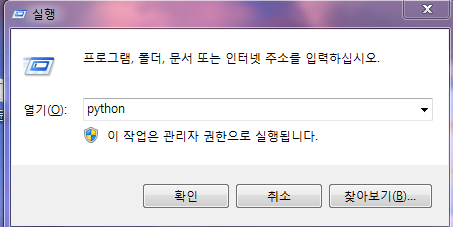 실행
프로그램, 폴더, 문서 또는 인터넷 주소를 입력하십시오.
열기(O): python
이 작업은 관리자 권한으로 실행됩니다.
확인 취소 찾아보기(B)...